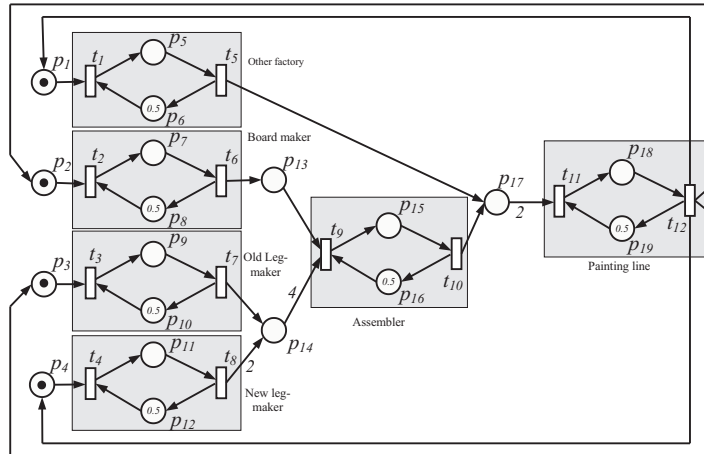 p1 t1 p5 t5 Other factory
0.5
p6
Board maker
p2 t2 p7 t6 p13
0.5
p8
p17
2
t11 p18
0.5
p19 t12
Painting line
p3 t3 p9 t7 Old Leg-
maker
0.5
p10
t9 p15
0.5
p16 t10
Assembler
4
p14
p4 t4 p11 t8 2
New leg-
maker
0.5
p12